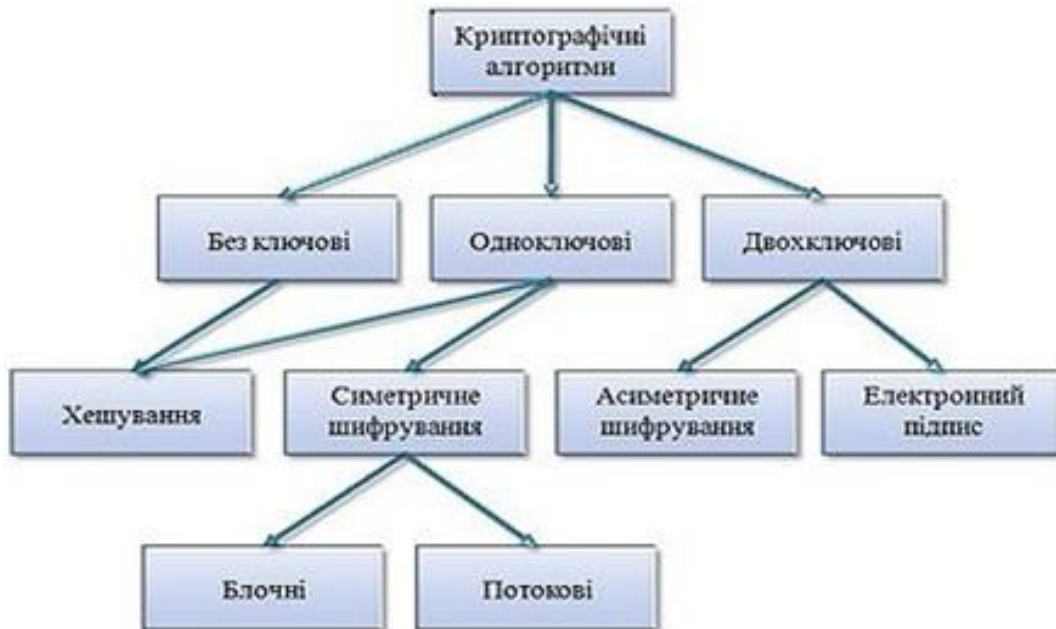 Криптографічні
алгоритми
Без ключові
Одноключові
Двохключові
Хешування
Симетричне
шифрування
Асиметричне
шифрування
Електронний
підпис
Блочні
Потокові